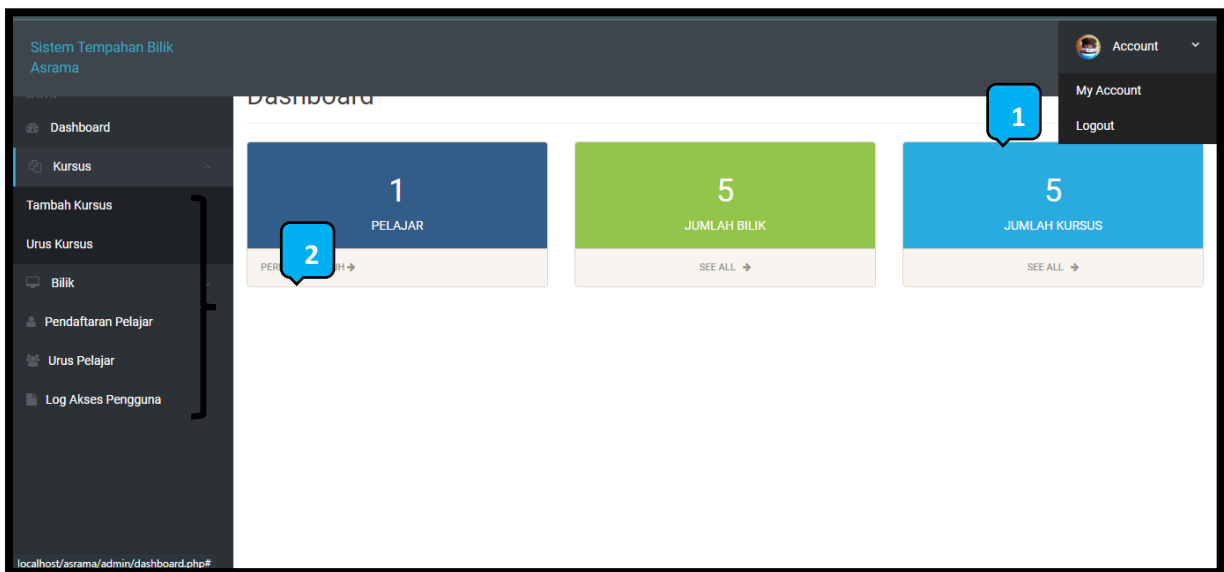 Sistem Tempahan Bilik
Asrama
Account
My Account
Logout
Dashboard
1
Dashboard
Kursus
Tambah Kursus
Urus Kursus
Bilik
Pendaftaran Pelajar
Urus Pelajar
Log Akses Pengguna
1
PELAJAR
2
5
JUMLAH BILIK
SEE ALL
5
JUMLAH KURSUS
SEE ALL
localhost/asrama/admin/dashboard.php#